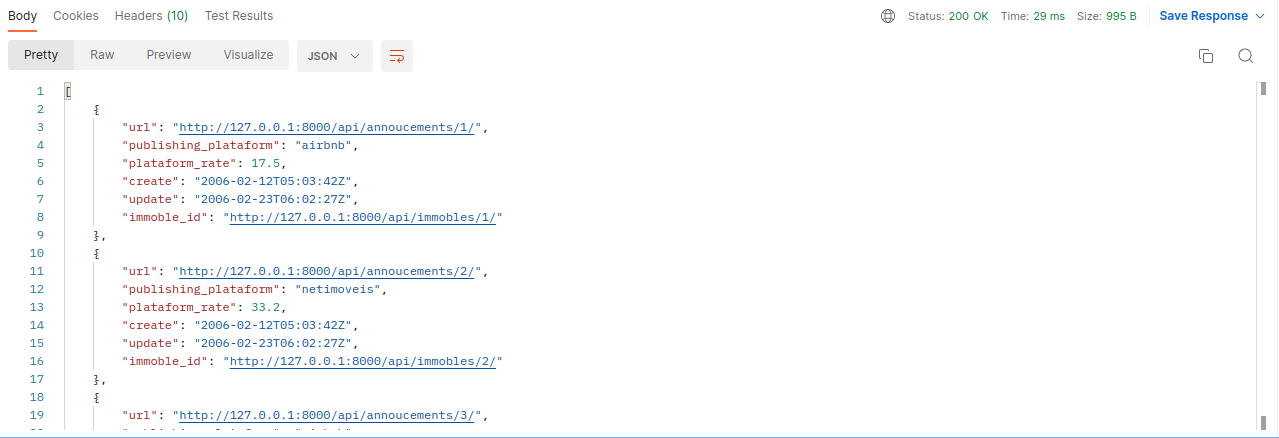 Body Cookies Headers (10) Test Results Status: 200 OK Time: 29 ms Size: 995 B Save Response
Pretty Raw Preview Visualize JSON
1 [
2 {
3 "url": "http://127.0.0.1:8000/api/annoucements/1/",
4 "publishing_plataform": "airbnb",
5 "plataform_rate": 17.5,
6 "create": "2006-02-12T05:03:42Z",
7 "update": "2006-02-23T06:02:27Z",
8 "immoble_id": "http://127.0.0.1:8000/api/immobles/1/"
9 },
10 {
11 "url": "http://127.0.0.1:8000/api/annoucements/2/",
12 "publishing_plataform": "netimoveis",
13 "plataform_rate": 33.2,
14 "create": "2006-02-12T05:03:42Z",
15 "update": "2006-02-23T06:02:27Z",
16 "immoble_id": "http://127.0.0.1:8000/api/immobles/2/"
17 },
18 {
19 "url": "http://127.0.0.1:8000/api/annoucements/3/",